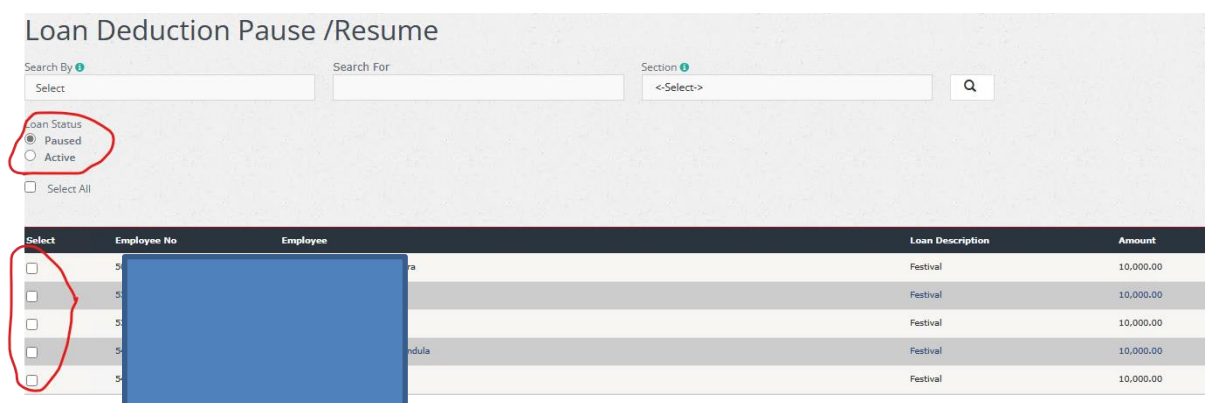 Loan Deduction Pause /Resume
Search By Search For Section
Select <-Select->
Loan Status
Paused
Active
Select All
Select Employee No Employee Loan Description Amount
Festival 10,000.00
Festival 10,000.00
Festival 10,000.00
Festival 10,000.00
Festival 10,000.00